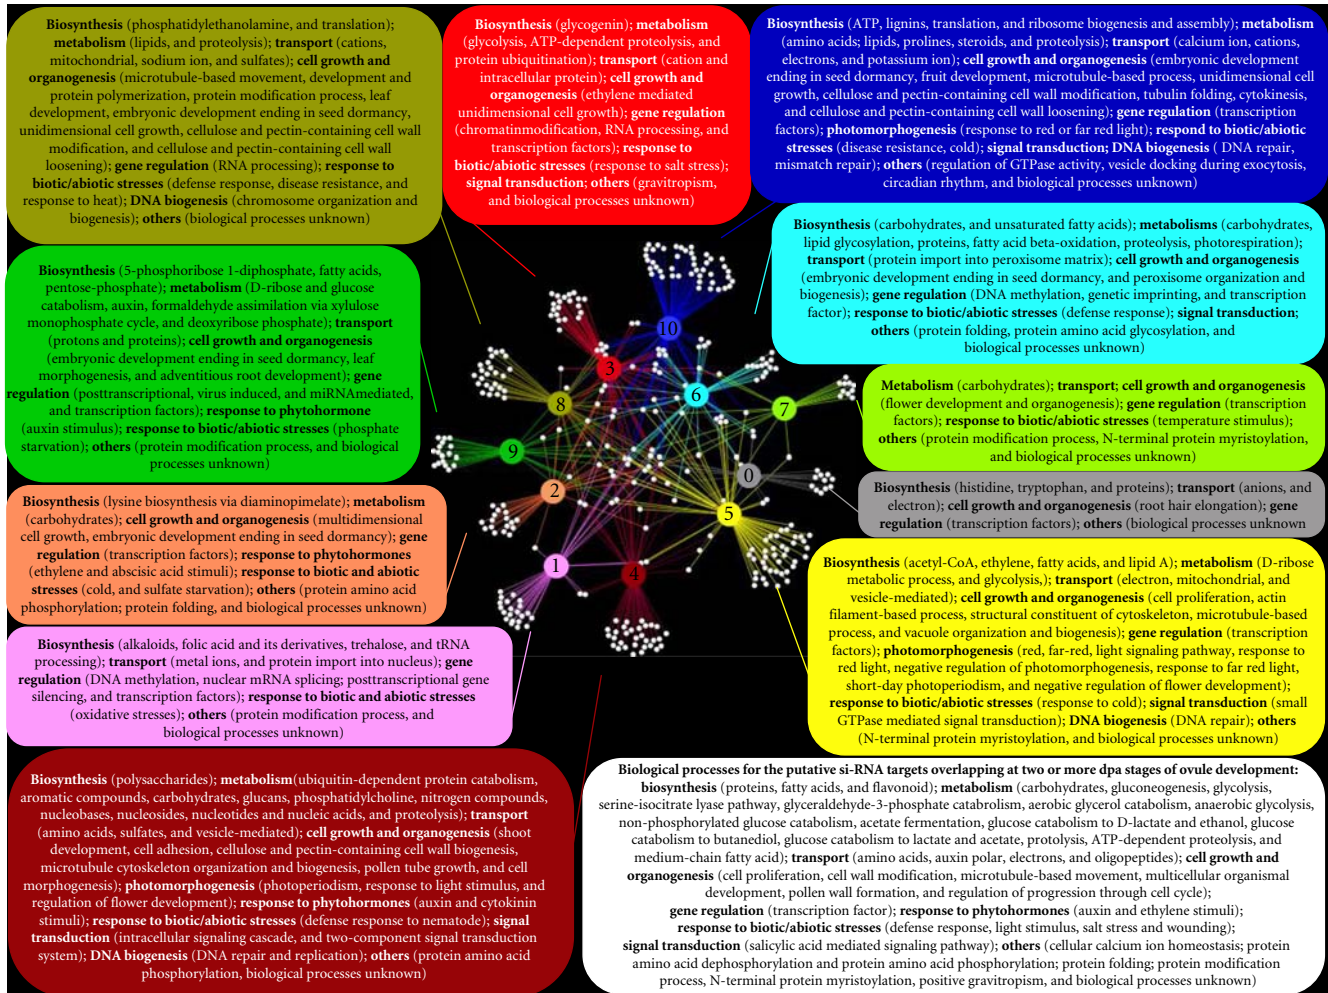 Biosynthesis (phosphatidylethanolamine, and translation);
metabolism (lipids, and proteolysis); transport (cations,
mitochondrial, sodium ion, and sulfates); cell growth and
organogenesis (microtubule-based movement, development and
protein polymerization, protein modification process, leaf
development, embryonic development ending in seed dormancy,
unidimensional cell growth, cellulose and pectin-containing cell wall
modification, and cellulose and pectin-containing cell wall
loosening); gene regulation (RNA processing); response to
biotic/abiotic stresses (defense response, disease resistance, and
response to heat); DNA biogenesis (chromosome organization and
biogenesis); others (biological processes unknown)
Biosynthesis (glycogenin); metabolism
(glycolysis, ATP-dependent proteolysis, and
protein ubiquitination); transport (cation and
intracellular protein); cell growth and
organogenesis (ethylene mediated
unidimensional cell growth); gene regulation
(chromatinmodification, RNA processing, and
transcription factors); response to
biotic/abiotic stresses (response to salt stress);
signal transduction; others (gravitropism,
and biological processes unknown)
Biosynthesis (ATP, lignins, translation, and ribosome biogenesis and assembly); metabolism
(amino acids; lipids, prolines, steroids, and proteolysis); transport (calcium ion, cations,
electrons, and potassium ion); cell growth and organogenesis (embryonic development
ending in seed dormancy, fruit development, microtubule-based process, unidimensional cell
growth, cellulose and pectin-containing cell wall modification, tubulin folding, cytokinesis,
and cellulose and pectin-containing cell wall loosening); gene regulation (transcription
factors); photomorphogenesis (response to red or far red light); respond to biotic/abiotic
stresses (disease resistance, cold); signal transduction; DNA biogenesis ( DNA repair,
mismatch repair); others (regulation of GTPase activity, vesicle docking during exocytosis,
circadian rhythm, and biological processes unknown)
Biosynthesis (carbohydrates, and unsaturated fatty acids); metabolisms (carbohydrates,
lipid glycosylation, proteins, fatty acid beta-oxidation, proteolysis, photorespiration);
transport (protein import into peroxisome matrix); cell growth and organogenesis
(embryonic development ending in seed dormancy, and peroxisome organization and
biogenesis); gene regulation (DNA methylation, genetic imprinting, and transcription
factor); response to biotic/abiotic stresses (defense response); signal transduction;
others (protein folding, protein amino acid glycosylation, and
biological processes unknown)
Biosynthesis (5-phosphoribose 1-diphosphate, fatty acids,
pentose-phosphate); metabolism (D-ribose and glucose
catabolism, auxin, formaldehyde assimilation via xylulose
monophosphate cycle, and deoxyribose phosphate); transport
(protons and proteins); cell growth and organogenesis
(embryonic development ending in seed dormancy, leaf
morphogenesis, and adventitious root development); gene
regulation (posttranscriptional, virus induced, and miRNAmediated,
and transcription factors); response to phytohormone
(auxin stimulus); response to biotic/abiotic stresses (phosphate
starvation); others (protein modification process, and biological
processes unknown)
Metabolism (carbohydrates); transport; cell growth and organogenesis
(flower development and organogenesis); gene regulation (transcription
factors); response to biotic/abiotic stresses (temperature stimulus);
others (protein modification process, N-terminal protein myristoylation,
and biological processes unknown)
10
3
6
8
7
9
0
2
5
1
4
Biosynthesis (histidine, tryptophan, and proteins); transport (anions, and
electron); cell growth and organogenesis (root hair elongation); gene
regulation (transcription factors); others (biological processes unknown
Biosynthesis (lysine biosynthesis via diaminopimelate); metabolism
(carbohydrates); cell growth and organogenesis (multidimensional
cell growth, embryonic development ending in seed dormancy); gene
regulation (transcription factors); response to phytohormones
(ethylene and abscisic acid stimuli); response to biotic and abiotic
stresses (cold, and sulfate starvation); others (protein amino acid
phosphorylation; protein folding, and biological processes unknown)
Biosynthesis (acetyl-CoA, ethylene, fatty acids, and lipid A); metabolism (D-ribose
metabolic process, and glycolysis,); transport (electron, mitochondrial, and
vesicle-mediated); cell growth and organogenesis (cell proliferation, actin
filament-based process, structural constituent of cytoskeleton, microtubule-based
process, and vacuole organization and biogenesis); gene regulation (transcription
factors); photomorphogenesis (red, far-red, light signaling pathway, response to
red light, negative regulation of photomorphogenesis, response to far red light,
short-day photoperiodism, and negative regulation of flower development);
response to biotic/abiotic stresses (response to cold); signal transduction (small
GTPase mediated signal transduction); DNA biogenesis (DNA repair); others
(N-terminal protein myristoylation, and biological processes unknown)
Biosynthesis (alkaloids, folic acid and its derivatives, trehalose, and tRNA
processing); transport (metal ions, and protein import into nucleus); gene
regulation (DNA methylation, nuclear mRNA splicing; posttranscriptional gene
silencing, and transcription factors); response to biotic and abiotic stresses
(oxidative stresses); others (protein modification process, and
biological processes unknown)
Biosynthesis (polysaccharides); metabolism(ubiquitin-dependent protein catabolism,
aromatic compounds, carbohydrates, glucans, phosphatidylcholine, nitrogen compounds,
nucleobases, nucleosides, nucleotides and nucleic acids, and proteolysis); transport
(amino acids, sulfates, and vesicle-mediated); cell growth and organogenesis (shoot
development, cell adhesion, cellulose and pectin-containing cell wall biogenesis,
microtubule cytoskeleton organization and biogenesis, pollen tube growth, and cell
morphogenesis); photomorphogenesis (photoperiodism, response to light stimulus, and
regulation of flower development); response to phytohormones (auxin and cytokinin
stimuli); response to biotic/abiotic stresses (defense response to nematode); signal
transduction (intracellular signaling cascade, and two-component signal transduction
system); DNA biogenesis (DNA repair and replication); others (protein amino acid
phosphorylation, biological processes unknown)
Biological processes for the putative si-RNA targets overlapping at two or more dpa stages of ovule development:
biosynthesis (proteins, fatty acids, and flavonoid); metabolism (carbohydrates, gluconeogenesis, glycolysis,
serine-isocitrate lyase pathway, glyceraldehyde-3-phosphate catabrolism, aerobic glycerol catabolism, anaerobic glycolysis,
non-phosphorylated glucose catabolism, acetate fermentation, glucose catabolism to D-lactate and ethanol, glucose
catabolism to butanediol, glucose catabolism to lactate and acetate, protolysis, ATP-dependent proteolysis, and
medium-chain fatty acid); transport (amino acids, auxin polar, electrons, and oligopeptides); cell growth and
organogenesis (cell proliferation, cell wall modification, microtubule-based movement, multicellular organismal
development, pollen wall formation, and regulation of progression through cell cycle);
gene regulation (transcription factor); response to phytohormones (auxin and ethylene stimuli);
response to biotic/abiotic stresses (defense response, light stimulus, salt stress and wounding);
signal transduction (salicylic acid mediated signaling pathway); others (cellular calcium ion homeostasis; protein
amino acid dephosphorylation and protein amino acid phosphorylation; protein folding; protein modification
process, N-terminal protein myristoylation, positive gravitropism, and biological processes unknown)